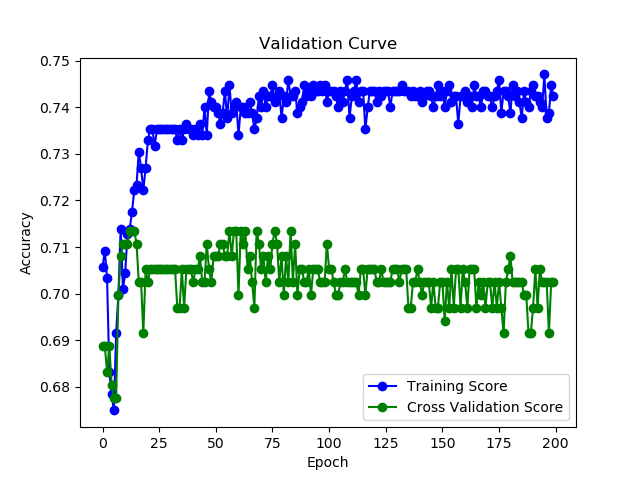 Validation Curve
0.75
0.74
0.73
0.72
0.71
0.70
0.69
0.68
Accuracy
Training Score
Cross Validation Score
0 25 50 75 100 125 150 175 200
Epoch